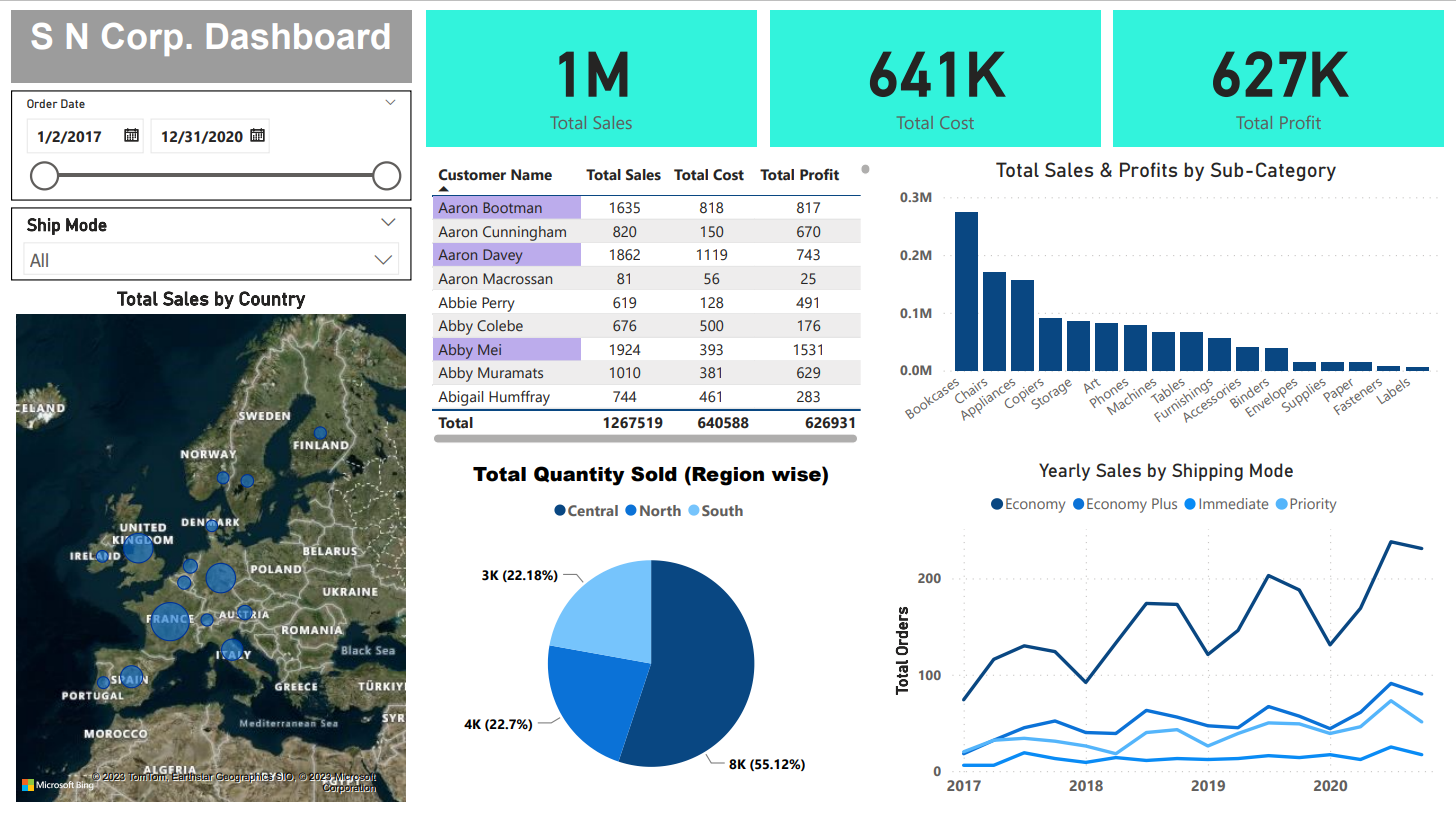 S N Corp. Dashboard
Order Date
1/2/2017 12/31/2020
Ship Mode
All
Total Sales by Country
ICELAND
SWEDEN
FINLAND
NORWAY
DENMARK
UNITED
KINGDOM
IRELAND
BELARUS
POLAND
UKRAINE
FRANCE
AUSTRIA
ROMANIA
ITALY
Black Sea
SPAIN
PORTUGAL
GREECE
TÜRKIY
SYR
Mediterranean Sea
MOROCCO
ALGERIA
© 2023 TomTom, Earthstar Geographics SIO, © 2023 Microsoft
Corporation
Microsoft Bing
1M
Total Sales
641K
Total Cost
627K
Total Profit
Customer Name Total Sales Total Cost Total Profit
Aaron Bootman 1635 818 817
Aaron Cunningham 820 150 670
Aaron Davey 1862 1119 743
Aaron Macrossan 81 56 25
Abbie Perry 619 128 491
Abby Colebe 676 500 176
Abby Mei 1924 393 1531
Abby Muramats 1010 381 629
Abigail Humffray 744 461 283
Total 1267519 640588 626931
Total Sales & Profits by Sub-Category
0.3M
0.2M
0.1M
0.0M
Bookcases
Chairs
Appliances
Copiers
Storage
Art
Phones
Machines
Tables
Furnishings
Accessories
Binders
Envelopes
Supplies
Paper
Fasteners
Labels
Total Quantity Sold (Region wise)
Central North South
3K (22.18%)
4K (22.7%)
8K (55.12%)
Yearly Sales by Shipping Mode
Economy Economy Plus Immediate Priority
Total Orders
200
100
0
2017 2018 2019 2020